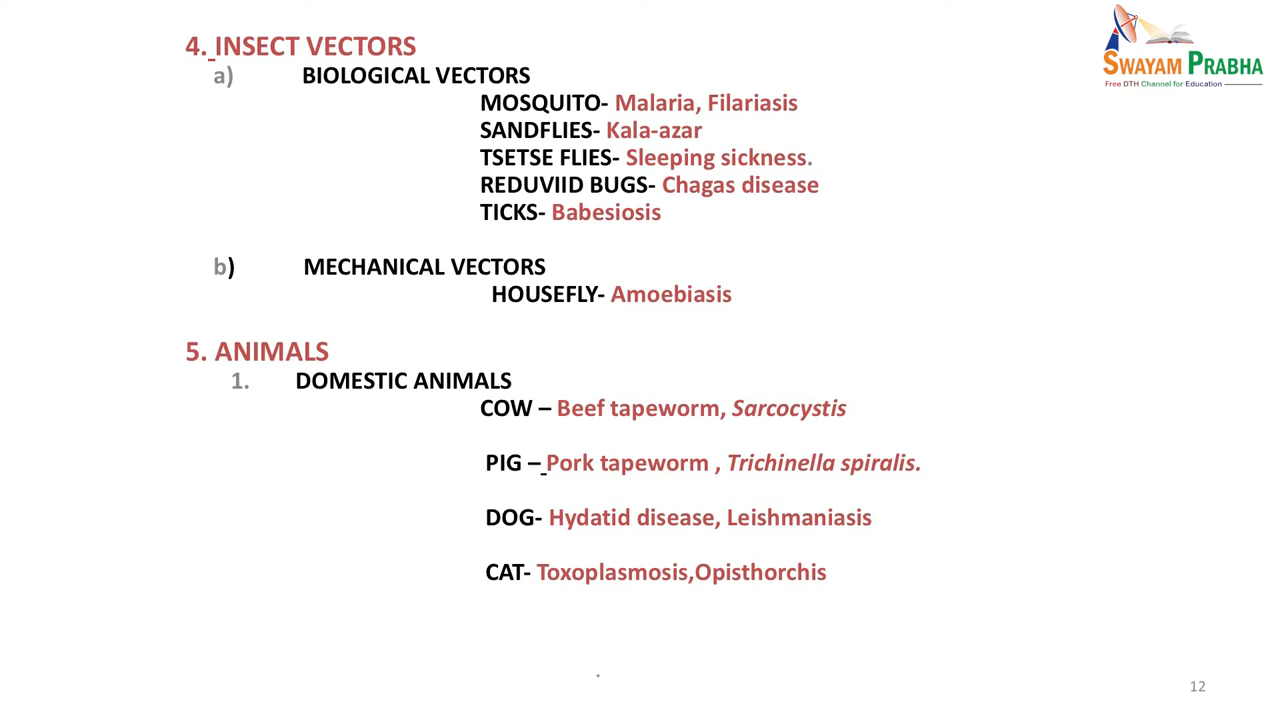 4. INSECT VECTORS
a) BIOLOGICAL VECTORS
MOSQUITO- Malaria, Filariasis
SANDFLIES- Kala-azar
TSETSE FLIES- Sleeping sickness.
REDUVIID BUGS- Chagas disease
TICKS- Babesiosis
b) MECHANICAL VECTORS
HOUSEFLY- Amoebiasis
5. ANIMALS
1. DOMESTIC ANIMALS
COW – Beef tapeworm, Sarcocystis
PIG – Pork tapeworm , Trichinella spiralis.
DOG- Hydatid disease, Leishmaniasis
CAT- Toxoplasmosis,Opisthorchis
.
12
SWAYAM PRABHA
Free DTH Channel for Education